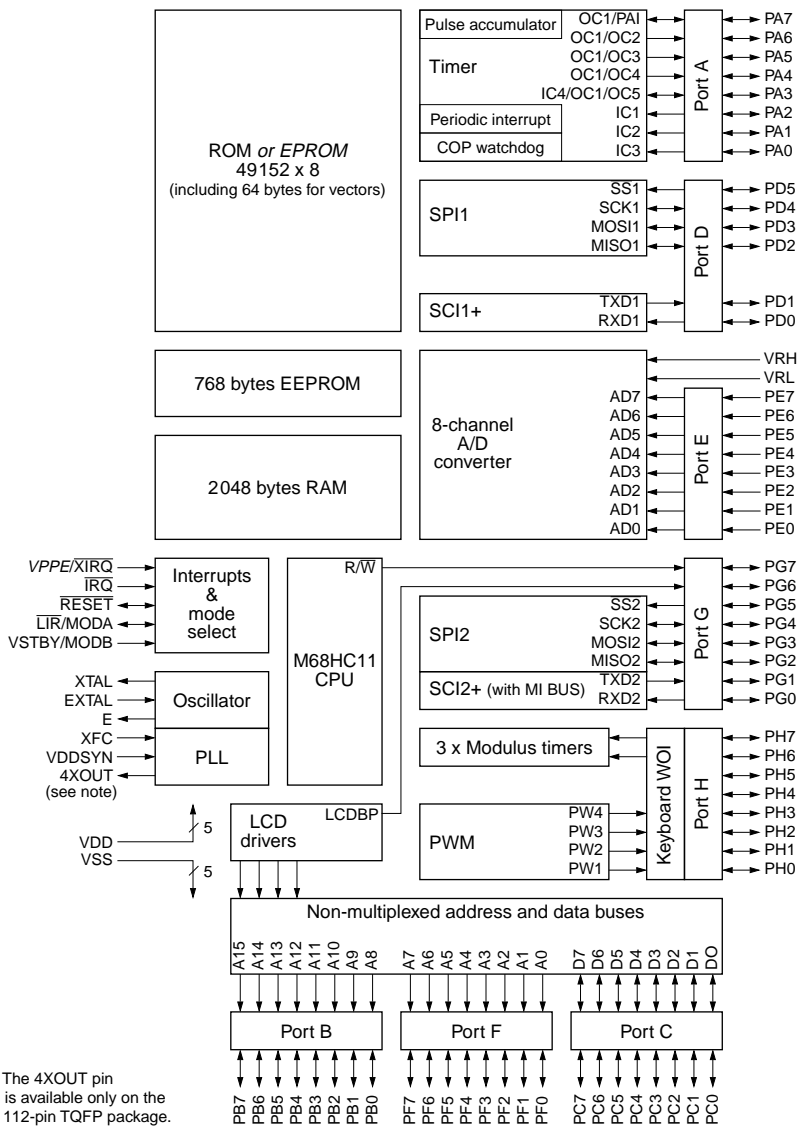 Pulse accumulator
OC1/PAI
PA7
OC1/OC2
PA6
Timer
OC1/OC3
PA5
OC1/OC4
PA4
IC4/OC1/OC5
PA3
Periodic interrupt
IC1
PA2
COP watchdog
IC2
PA1
IC3
PA0
Port A
ROM or EPROM
49152 x 8
(including 64 bytes for vectors)
SPI1
SS1
PD5
SCK1
PD4
MOSI1
PD3
MISO1
PD2
Port D
SCI1+
TXD1
PD1
RXD1
PD0
768 bytes EEPROM
2048 bytes RAM
8-channel
A/D
converter
VRH
VRL
AD7
PE7
AD6
PE6
AD5
PE5
AD4
PE4
AD3
PE3
AD2
PE2
AD1
PE1
AD0
PE0
Port E
VPPE/XIRQ
IRQ
RESET
LIR/MODA
VSTBY/MODB
Interrupts
&
mode
select
XTAL
EXTAL
E
Oscillator
XFC
VDDSYN
4XOUT
(see note)
PLL
M68HC11
CPU
R/W
PG7
PG6
SPI2
SS2
PG5
SCK2
PG4
MOSI2
PG3
MISO2
PG2
SCI2+ (with MI BUS)
TXD2
PG1
RXD2
PG0
Port G
3 x Modulus timers
PH7
PH6
PH5
PH4
PWM
PW4
PH3
PW3
PH2
PW2
PH1
PW1
PH0
Keyboard WOI
Port H
VDD
5
VSS
5
LCD
drivers
LCDBP
Non-multiplexed address and data buses
A15
A14
A13
A12
A11
A10
A9
A8
A7
A6
A5
A4
A3
A2
A1
A0
D7
D6
D5
D4
D3
D2
D1
DO
Port B
Port F
Port C
PB7
PB6
PB5
PB4
PB3
PB2
PB1
PB0
PF7
PF6
PF5
PF4
PF3
PF2
PF1
PF0
PC7
PC6
PC5
PC4
PC3
PC2
PC1
PC0
The 4XOUT pin
is available only on the
112-pin TQFP package.